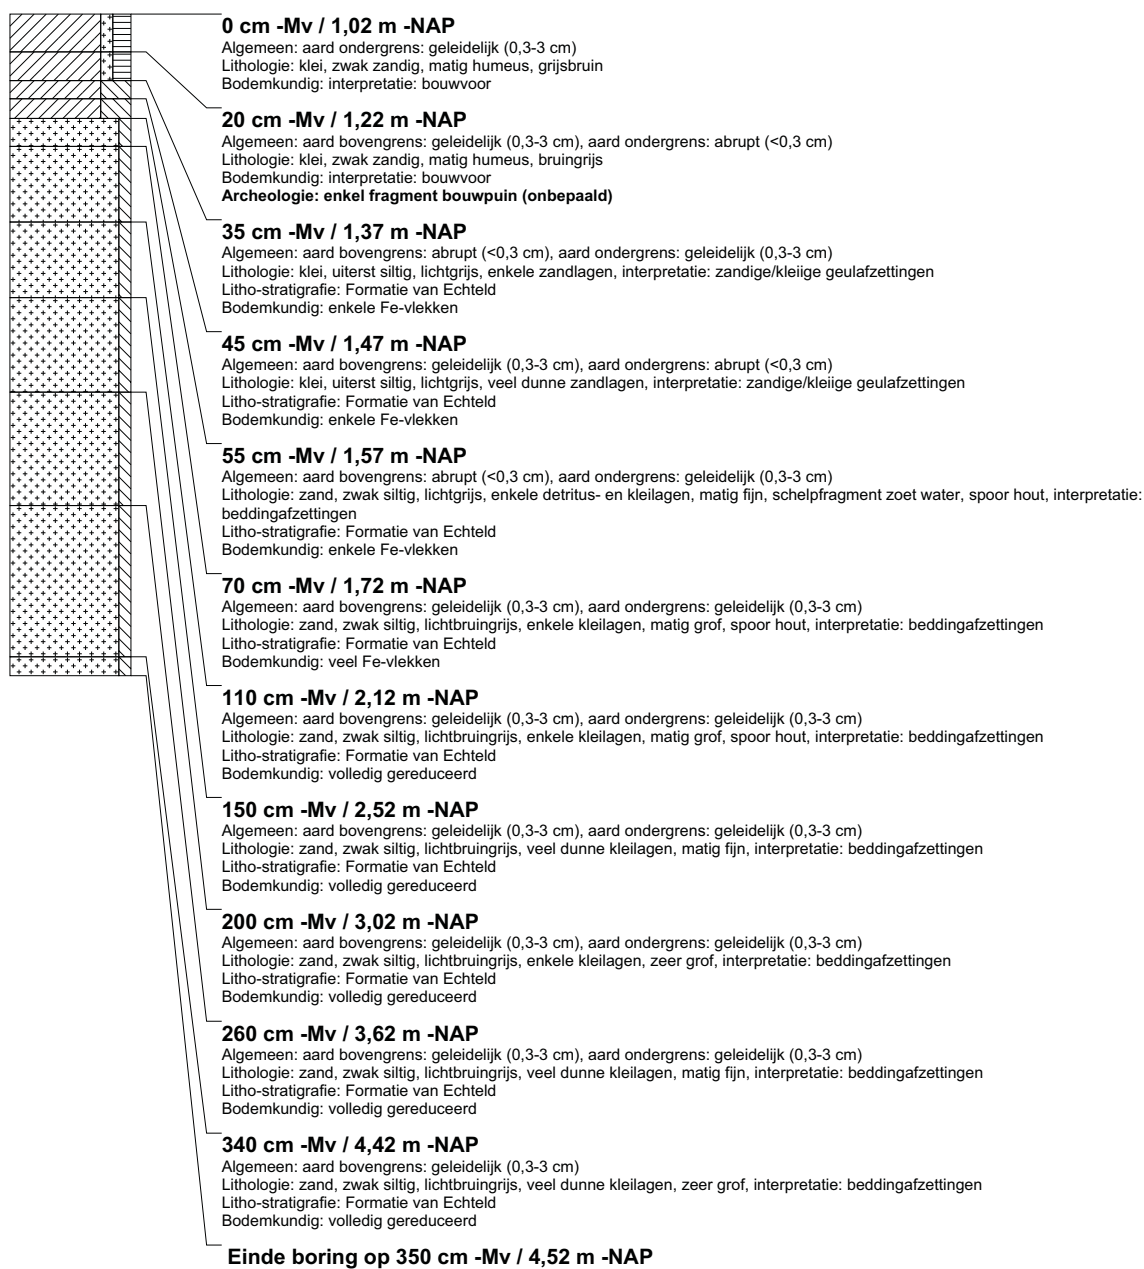 0 cm -Mv / 1,02 m -NAP
Algemeen: aard ondergrens: geleidelijk (0,3-3 cm)
Lithologie: klei, zwak zandig, matig humeus, grijsbruin
Bodemkundig: interpretatie: bouwvoor
20 cm -Mv / 1,22 m -NAP
Algemeen: aard bovengrens: geleidelijk (0,3-3 cm), aard ondergrens: abrupt (<0,3 cm)
Lithologie: klei, zwak zandig, matig humeus, bruingrijs
Bodemkundig: interpretatie: bouwvoor
Archeologie: enkel fragment bouwpuin (onbepaald)
35 cm -Mv / 1,37 m -NAP
Algemeen: aard bovengrens: abrupt (<0,3 cm), aard ondergrens: geleidelijk (0,3-3 cm)
Lithologie: klei, uiterst siltig, lichtgrijs, enkele zandlagen, interpretatie: zandige/kleiige geulafzettingen
Litho-stratigrafie: Formatie van Echteld
Bodemkundig: enkele Fe-vlekken
45 cm -Mv / 1,47 m -NAP
Algemeen: aard bovengrens: geleidelijk (0,3-3 cm), aard ondergrens: abrupt (<0,3 cm)
Lithologie: klei, uiterst siltig, lichtgrijs, veel dunne zandlagen, interpretatie: zandige/kleiige geulafzettingen
Litho-stratigrafie: Formatie van Echteld
Bodemkundig: enkele Fe-vlekken
55 cm -Mv / 1,57 m -NAP
Algemeen: aard bovengrens: abrupt (<0,3 cm), aard ondergrens: geleidelijk (0,3-3 cm)
Lithologie: zand, zwak siltig, lichtgrijs, enkele detritus- en kleilagen, matig fijn, schelpfragment zoet water, spoor hout, interpretatie:
beddingafzettingen
Litho-stratigrafie: Formatie van Echteld
Bodemkundig: enkele Fe-vlekken
70 cm -Mv / 1,72 m -NAP
Algemeen: aard bovengrens: geleidelijk (0,3-3 cm), aard ondergrens: geleidelijk (0,3-3 cm)
Lithologie: zand, zwak siltig, lichtbruingrijs, enkele kleilagen, matig grof, spoor hout, interpretatie: beddingafzettingen
Litho-stratigrafie: Formatie van Echteld
Bodemkundig: veel Fe-vlekken
110 cm -Mv / 2,12 m -NAP
Algemeen: aard bovengrens: geleidelijk (0,3-3 cm), aard ondergrens: geleidelijk (0,3-3 cm)
Lithologie: zand, zwak siltig, lichtbruingrijs, enkele kleilagen, matig grof, spoor hout, interpretatie: beddingafzettingen
Litho-stratigrafie: Formatie van Echteld
Bodemkundig: volledig gereduceerd
150 cm -Mv / 2,52 m -NAP
Algemeen: aard bovengrens: geleidelijk (0,3-3 cm), aard ondergrens: geleidelijk (0,3-3 cm)
Lithologie: zand, zwak siltig, lichtbruingrijs, veel dunne kleilagen, matig fijn, interpretatie: beddingafzettingen
Litho-stratigrafie: Formatie van Echteld
Bodemkundig: volledig gereduceerd
200 cm -Mv / 3,02 m -NAP
Algemeen: aard bovengrens: geleidelijk (0,3-3 cm), aard ondergrens: geleidelijk (0,3-3 cm)
Lithologie: zand, zwak siltig, lichtbruingrijs, enkele kleilagen, zeer grof, interpretatie: beddingafzettingen
Litho-stratigrafie: Formatie van Echteld
Bodemkundig: volledig gereduceerd
260 cm -Mv / 3,62 m -NAP
Algemeen: aard bovengrens: geleidelijk (0,3-3 cm), aard ondergrens: geleidelijk (0,3-3 cm)
Lithologie: zand, zwak siltig, lichtbruingrijs, veel dunne kleilagen, matig fijn, interpretatie: beddingafzettingen
Litho-stratigrafie: Formatie van Echteld
Bodemkundig: volledig gereduceerd
340 cm -Mv / 4,42 m -NAP
Algemeen: aard bovengrens: geleidelijk (0,3-3 cm)
Lithologie: zand, zwak siltig, lichtbruingrijs, veel dunne kleilagen, zeer grof, interpretatie: beddingafzettingen
Litho-stratigrafie: Formatie van Echteld
Bodemkundig: volledig gereduceerd
Einde boring op 350 cm -Mv / 4,52 m -NAP